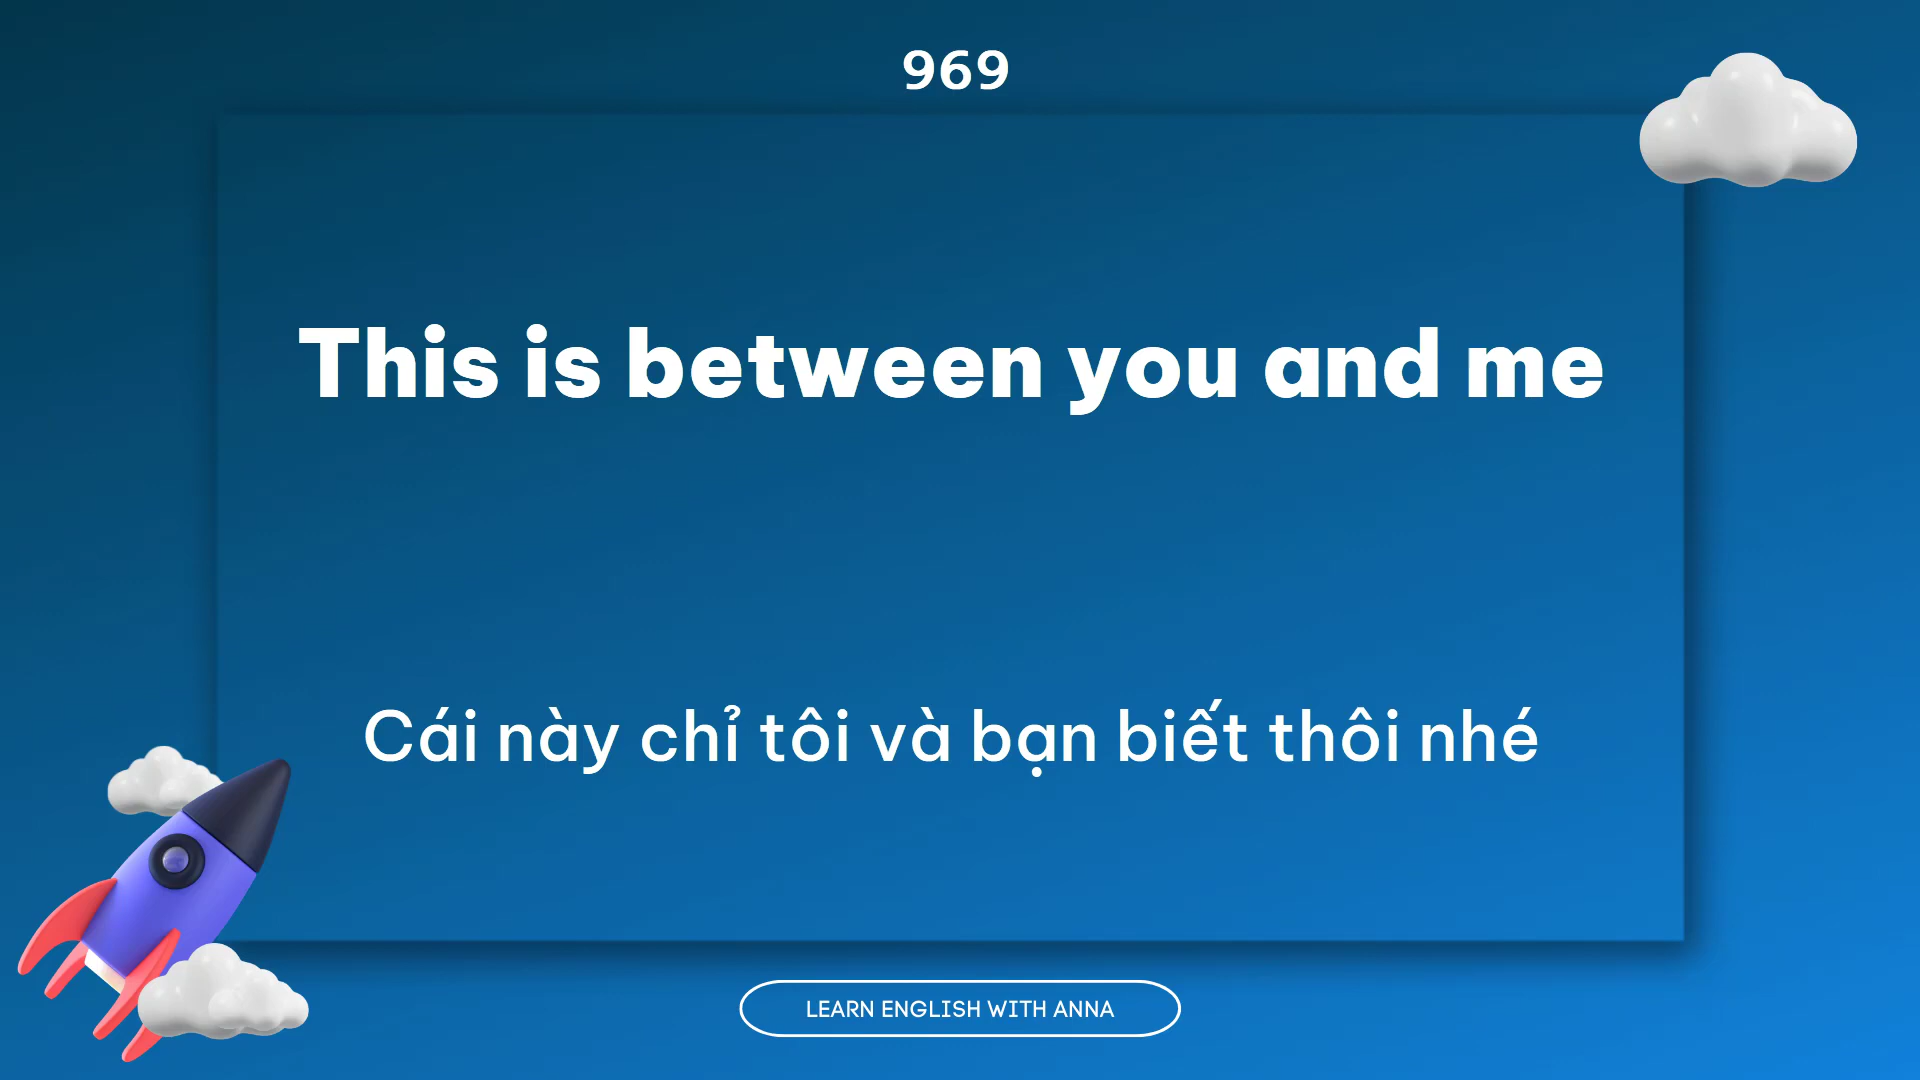 969
This is between you and me
Cái này chỉ tôi và bạn biết thôi nhé
LEARN ENGLISH WITH ANNA